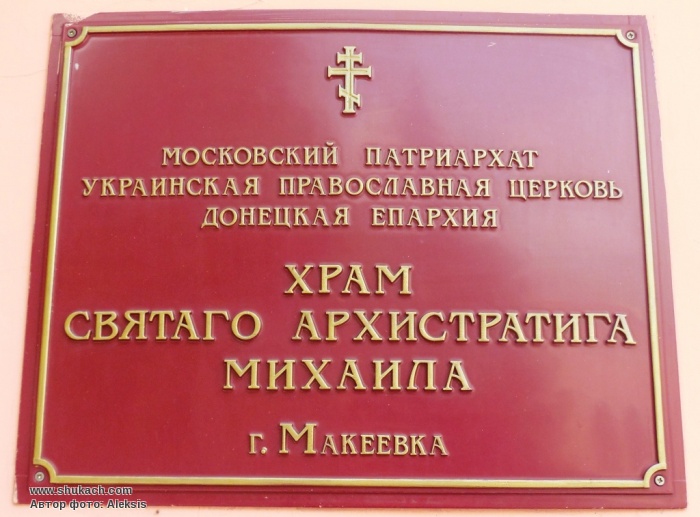 МОСКОВСКИЙ ПАТРИАРХАТ
УКРАИНСКАЯ ПРАВОСЛАВНАЯ ЦЕРКОВЬ
ДОНЕЦКАЯ ЕПАРХИЯ
ХРАМ
СВЯТАГО АРХИСТРАТИГА
МИХАИЛА
г. МАКЕЕВКА
www.shukach.com
Автор фото: Aleksis